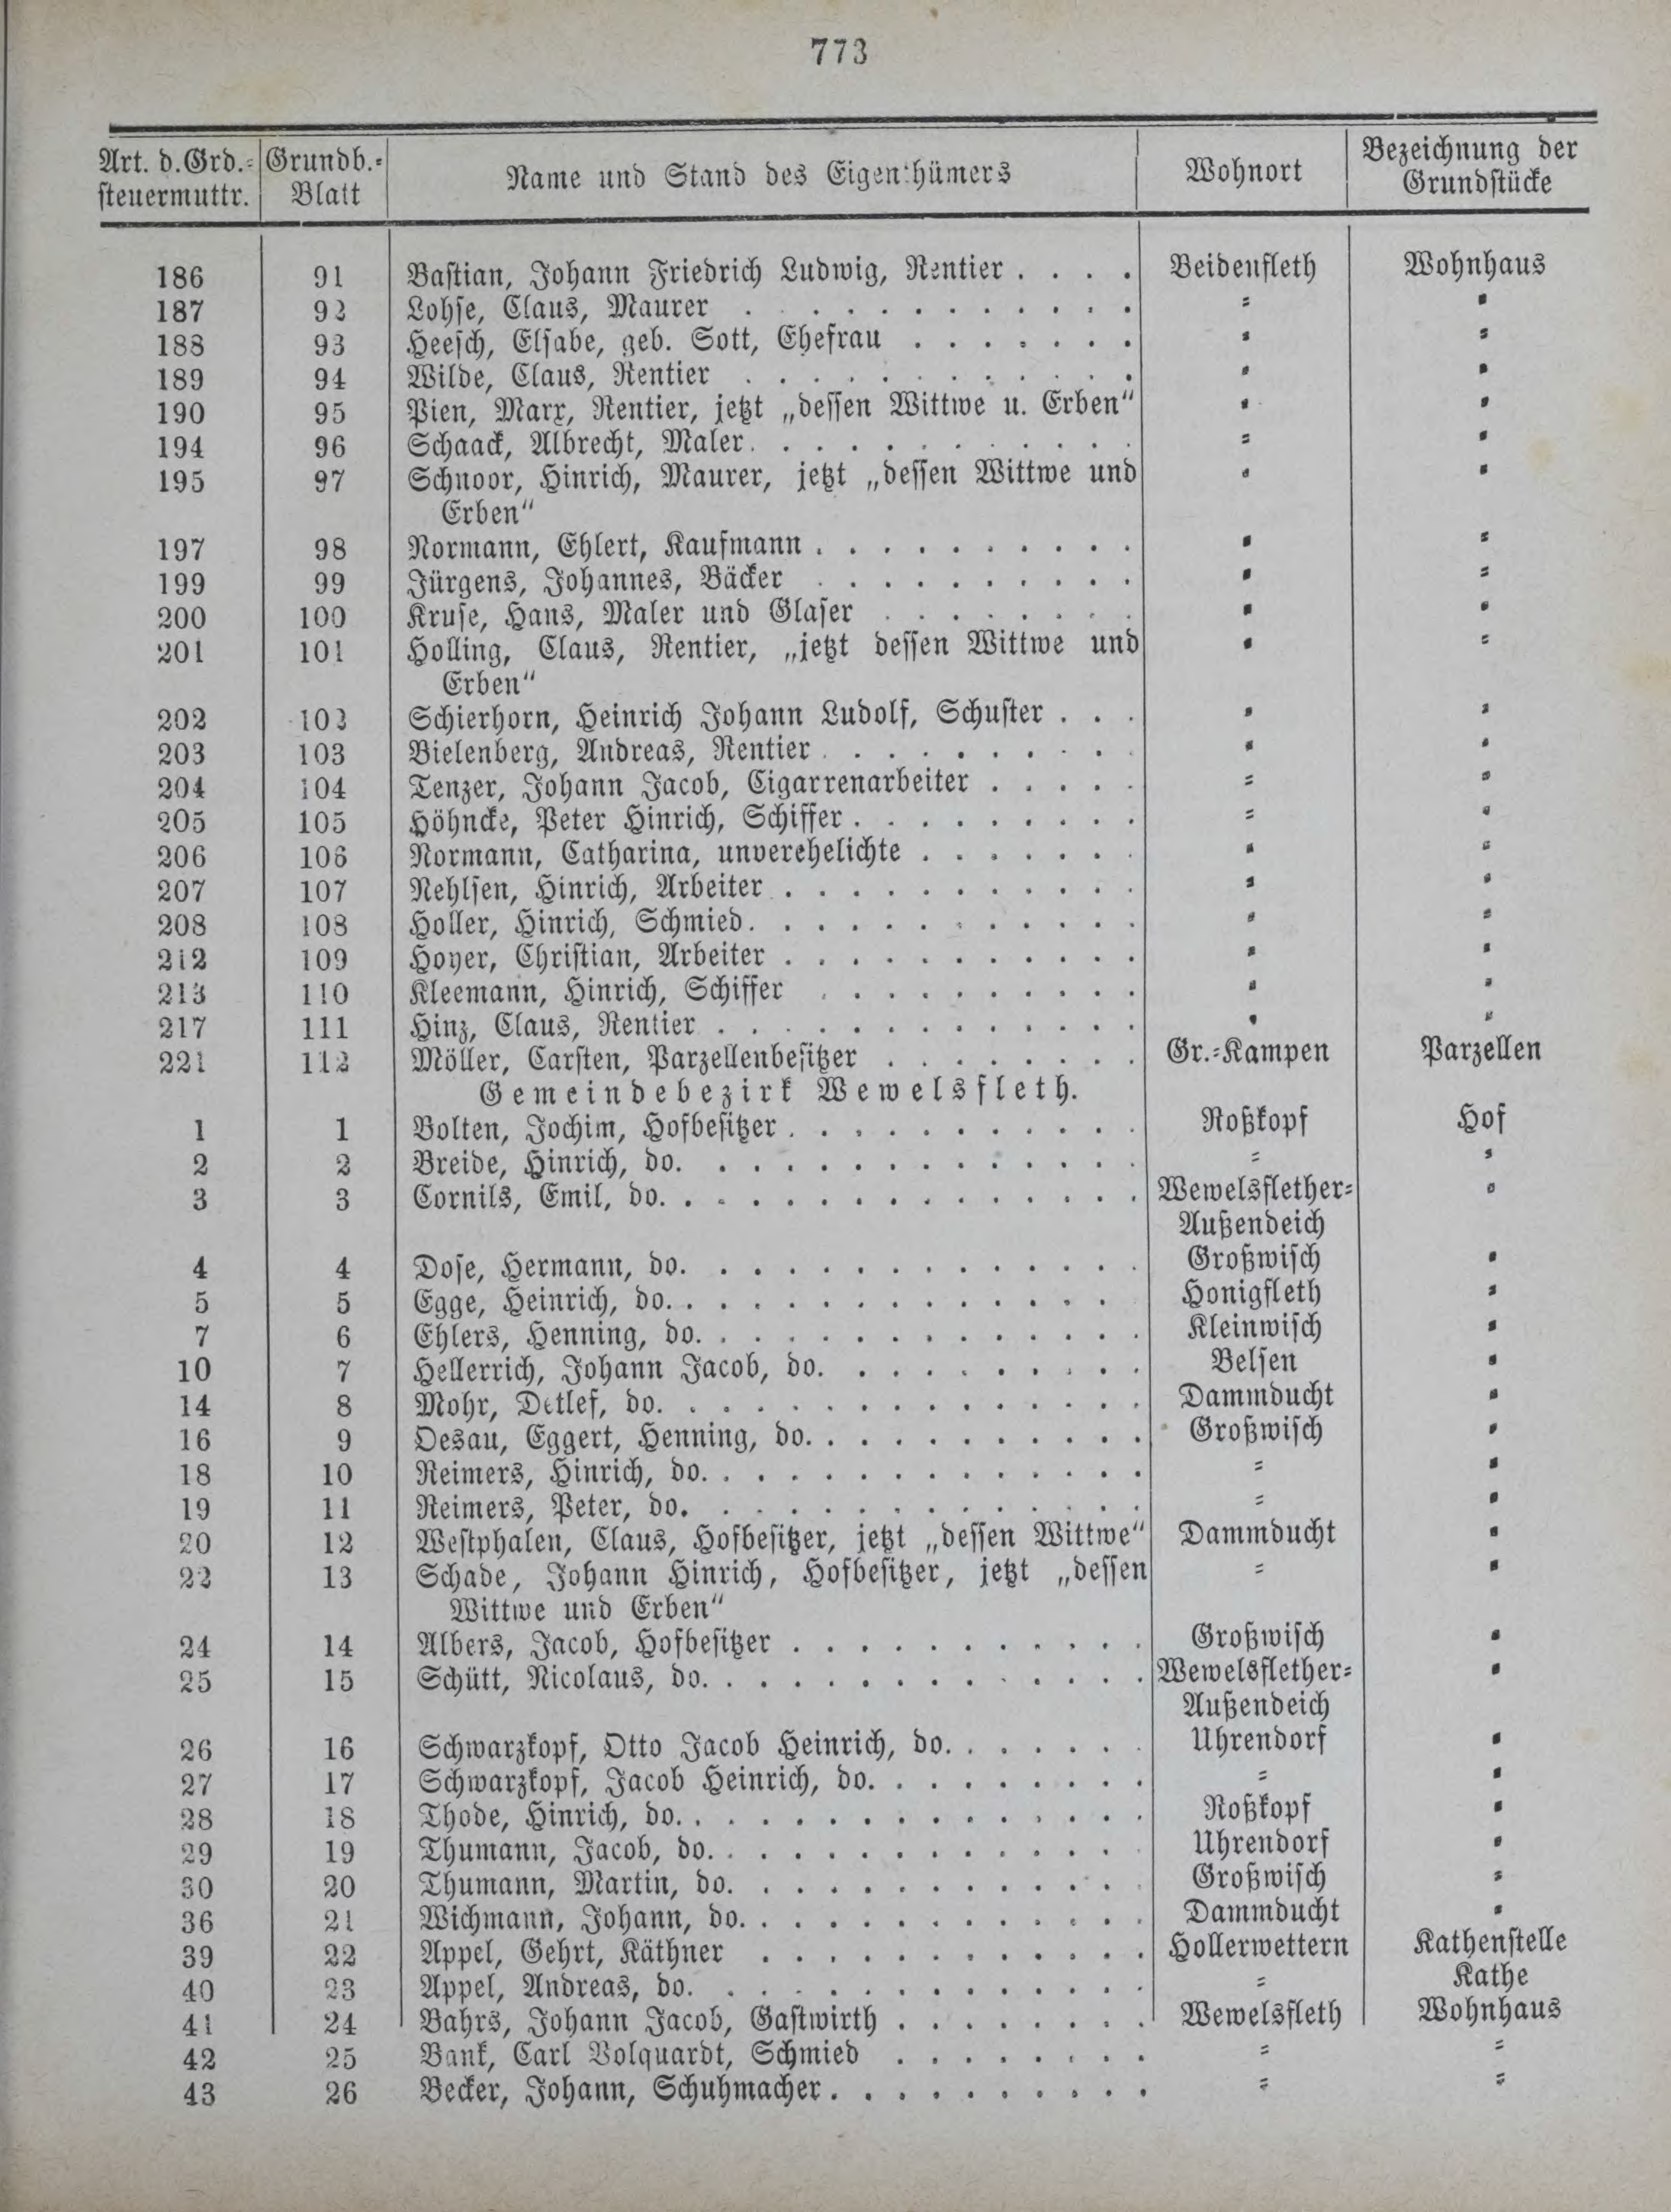 773
Art. d. Grd.- Grundb.- Name und Stand des Eigenthümers Wohnort Bezeichnung der
steuermuttr. Blatt Grundstücke
186 91 Bastian, Johann Friedrich Ludwig, Rentier . . . . Beidenfleth Wohnhaus
187 92 Lohse, Claus, Maurer . . . . . . . . . . . . " "
188 93 Heesch, Elsabe, geb. Sott, Ehefrau . . . . . . . " "
189 94 Wilde, Claus, Rentier . . . . . . . . . . . . " "
190 95 Pien, Marx, Rentier, jetzt „dessen Wittwe u. Erben“ " "
194 96 Schaack, Albrecht, Maler . . . . . . . . . . . . " "
195 97 Schnoor, Hinrich, Maurer, jetzt „dessen Wittwe und " "
Erben“
197 98 Normann, Ehlert, Kaufmann . . . . . . . . . . " "
199 99 Jürgens, Johannes, Bäcker . . . . . . . . . . " "
200 100 Kruse, Hans, Maler und Glaser . . . . . . . . " "
201 101 Holling, Claus, Rentier, „jetzt dessen Wittwe und " "
Erben“
202 102 Schierhorn, Heinrich Johann Ludolf, Schuster . . . " "
203 103 Bielenberg, Andreas, Rentier . . . . . . . . . . " "
204 104 Tenzer, Johann Jacob, Cigarrenarbeiter . . . . . " "
205 105 Höhncke, Peter Hinrich, Schiffer . . . . . . . . . " "
206 106 Normann, Catharina, unverehelichte . . . . . . . " "
207 107 Nehlsen, Hinrich, Arbeiter . . . . . . . . . . . " "
208 108 Holler, Hinrich, Schmied . . . . . . . . . . . . " "
212 109 Hoyer, Christian, Arbeiter . . . . . . . . . . . " "
213 110 Kleemann, Hinrich, Schiffer . . . . . . . . . . " "
217 111 Hinz, Claus, Rentier . . . . . . . . . . . . . " "
221 112 Möller, Carsten, Parzellenbesitzer . . . . . . . . Gr.-Kampen Parzellen
Gemeindebezirk Wewelsfleth.
1 1 Bolten, Jochim, Hofbesitzer . . . . . . . . . . . Roßkopf Hof
2 2 Breide, Hinrich, do. . . . . . . . . . . . . . " "
3 3 Cornils, Emil, do. . . . . . . . . . . . . . . Wewelsflether- "
Außendeich
4 4 Dose, Hermann, do. . . . . . . . . . . . . . Großwisch "
5 5 Egge, Heinrich, do. . . . . . . . . . . . . . Honigfleth "
7 6 Ehlers, Henning, do. . . . . . . . . . . . . . Kleinwisch "
10 7 Hellerrich, Johann Jacob, do. . . . . . . . . . Belsen "
14 8 Mohr, Detlef, do. . . . . . . . . . . . . . . Dammducht "
16 9 Desau, Eggert, Henning, do. . . . . . . . . . . Großwisch "
18 10 Reimers, Hinrich, do. . . . . . . . . . . . . . " "
19 11 Reimers, Peter, do. . . . . . . . . . . . . . . " "
20 12 Westphalen, Claus, Hofbesitzer, jetzt „dessen Wittwe“ Dammducht "
22 13 Schade, Johann Hinrich, Hofbesitzer, jetzt „dessen " "
Wittwe und Erben“
24 14 Albers, Jacob, Hofbesitzer . . . . . . . . . . . Großwisch "
25 15 Schütt, Nicolaus, do. . . . . . . . . . . . . . Wewelsflether- "
Außendeich
26 16 Schwarzkopf, Otto Jacob Heinrich, do. . . . . . . Uhrendorf "
27 17 Schwarzkopf, Jacob Heinrich, do. . . . . . . . . " "
28 18 Thode, Hinrich, do. . . . . . . . . . . . . . . Roßkopf "
29 19 Thumann, Jacob, do. . . . . . . . . . . . . . Uhrendorf "
30 20 Thumann, Martin, do. . . . . . . . . . . . . Großwisch "
36 21 Wichmann, Johann, do. . . . . . . . . . . . . Dammducht "
39 22 Appel, Gehrt, Käthner . . . . . . . . . . . . Hollerwettern Kathenstelle
40 23 Appel, Andreas, do. . . . . . . . . . . . . . " Kathe
41 24 Bahrs, Johann Jacob, Gastwirth . . . . . . . . Wewelsfleth Wohnhaus
42 25 Bank, Carl Volquardt, Schmied . . . . . . . . " "
43 26 Becker, Johann, Schuhmacher . . . . . . . . . . " "